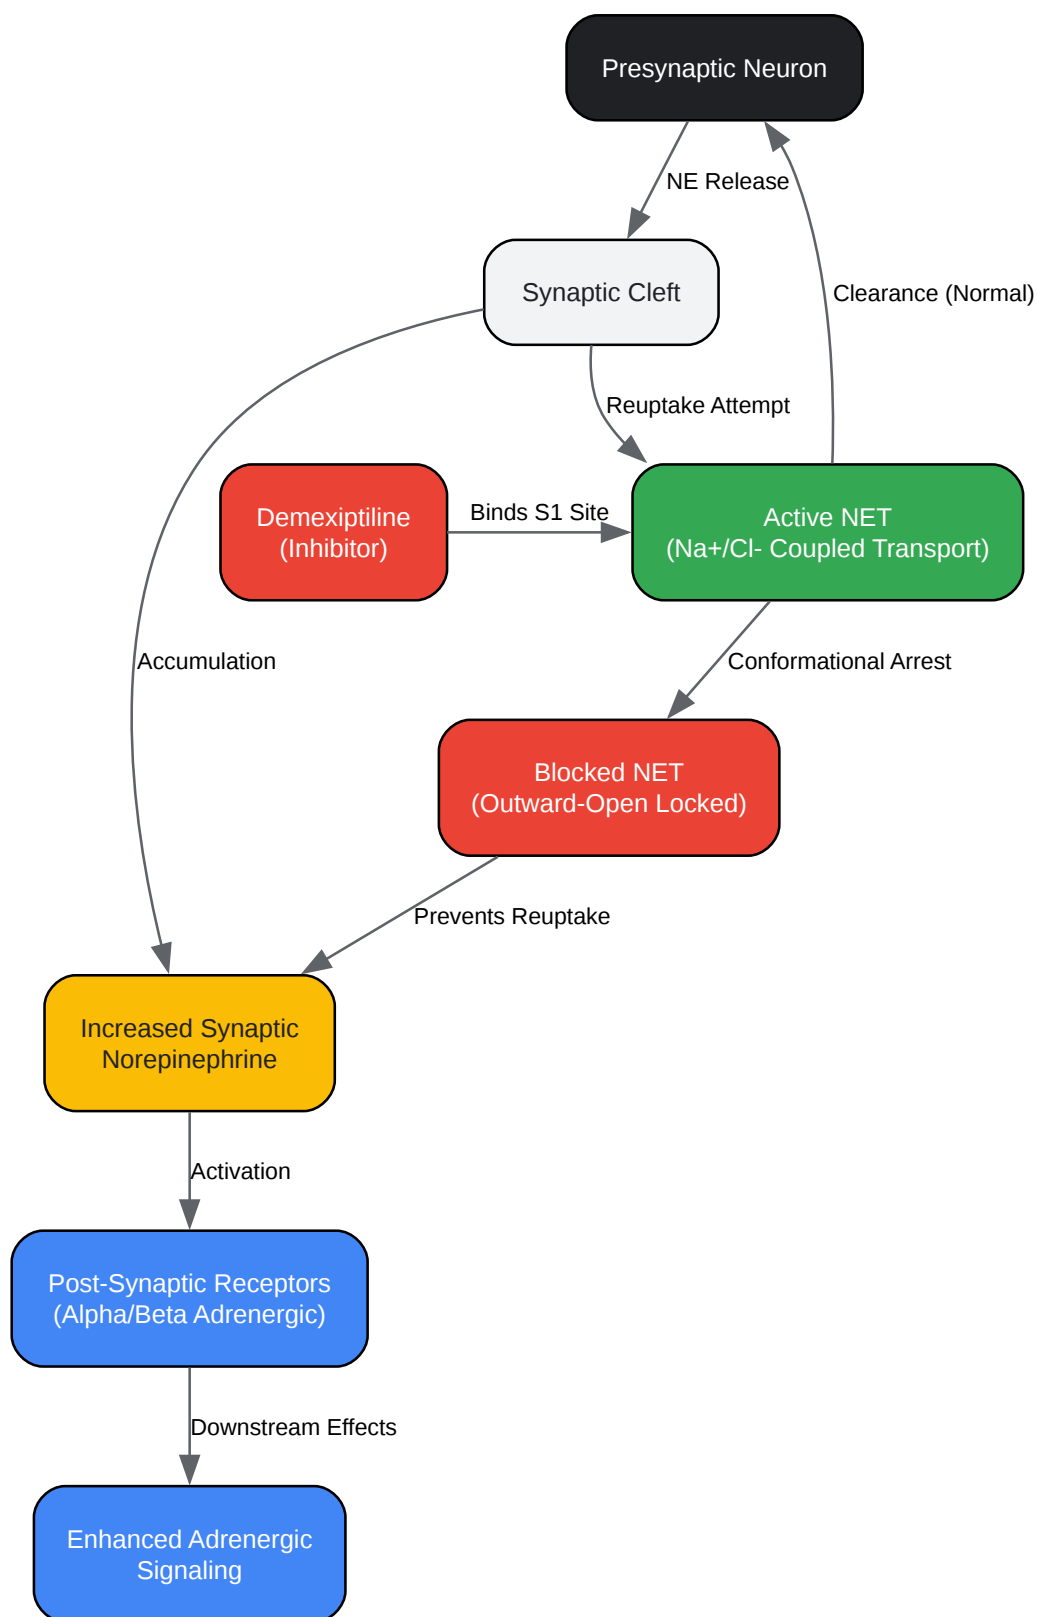 Presynaptic Neuron
NE Release
Synaptic Cleft
Clearance (Normal)
Reuptake Attempt
Demexiptiline
(Inhibitor)
Binds S1 Site
Active NET
(Na+/Cl- Coupled Transport)
Accumulation
Conformational Arrest
Blocked NET
(Outward-Open Locked)
Prevents Reuptake
Increased Synaptic
Norepinephrine
Activation
Post-Synaptic Receptors
(Alpha/Beta Adrenergic)
Downstream Effects
Enhanced Adrenergic
Signaling